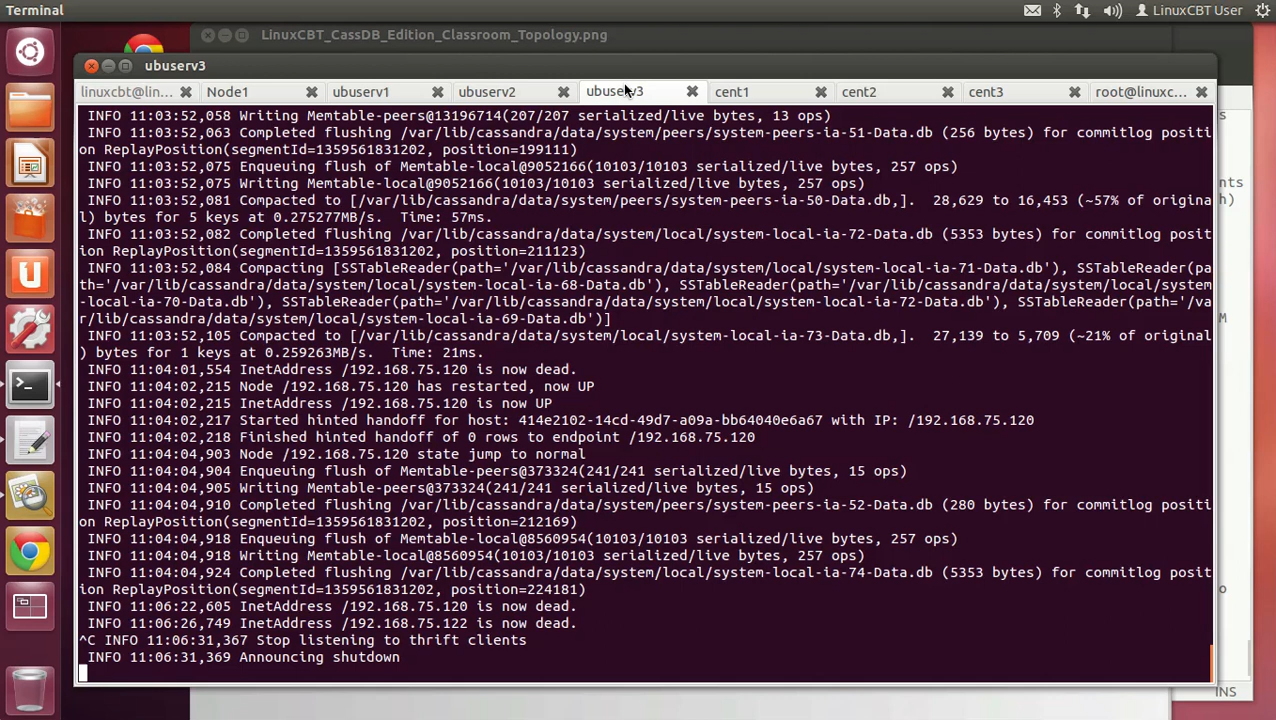 Terminal
LinuxCBT User
LinuxCBT_CassDB_Edition_Classroom_Topology.png
ubuserv3
linuxcbt@lin... Node1 ubuserv1 ubuserv2 ubuserv3 cent1 cent2 cent3 root@linuxc...
INFO 11:03:52,058 Writing Memtable-peers@13196714(207/207 serialized/live bytes, 13 ops)
INFO 11:03:52,063 Completed flushing /var/lib/cassandra/data/system/peers/system-peers-ia-51-Data.db (256 bytes) for commitlog positi
on ReplayPosition(segmentId=1359561831202, position=199111)
INFO 11:03:52,075 Enqueuing flush of Memtable-local@9052166(10103/10103 serialized/live bytes, 257 ops)
INFO 11:03:52,075 Writing Memtable-local@9052166(10103/10103 serialized/live bytes, 257 ops)
INFO 11:03:52,081 Compacted to [/var/lib/cassandra/data/system/peers/system-peers-ia-50-Data.db,].  28,629 to 16,453 (~57% of origina
l) bytes for 5 keys at 0.275277MB/s.  Time: 57ms.
INFO 11:03:52,082 Completed flushing /var/lib/cassandra/data/system/local/system-local-ia-72-Data.db (5353 bytes) for commitlog posit
ion ReplayPosition(segmentId=1359561831202, position=211123)
INFO 11:03:52,084 Compacting [SSTableReader(path='/var/lib/cassandra/data/system/local/system-local-ia-71-Data.db'), SSTableReader(pa
th='/var/lib/cassandra/data/system/local/system-local-ia-68-Data.db'), SSTableReader(path='/var/lib/cassandra/data/system/local/system
-local-ia-70-Data.db'), SSTableReader(path='/var/lib/cassandra/data/system/local/system-local-ia-72-Data.db'), SSTableReader(path='/va
r/lib/cassandra/data/system/local/system-local-ia-69-Data.db')]
INFO 11:03:52,105 Compacted to [/var/lib/cassandra/data/system/local/system-local-ia-73-Data.db,].  27,139 to 5,709 (~21% of original
) bytes for 1 keys at 0.259263MB/s.  Time: 21ms.
INFO 11:04:01,554 InetAddress /192.168.75.120 is now dead.
INFO 11:04:02,215 Node /192.168.75.120 has restarted, now UP
INFO 11:04:02,215 InetAddress /192.168.75.120 is now UP
INFO 11:04:02,217 Started hinted handoff for host: 414e2102-14cd-49d7-a09a-bb64040e6a67 with IP: /192.168.75.120
INFO 11:04:02,218 Finished hinted handoff of 0 rows to endpoint /192.168.75.120
INFO 11:04:04,903 Node /192.168.75.120 state jump to normal
INFO 11:04:04,904 Enqueuing flush of Memtable-peers@373324(241/241 serialized/live bytes, 15 ops)
INFO 11:04:04,905 Writing Memtable-peers@373324(241/241 serialized/live bytes, 15 ops)
INFO 11:04:04,910 Completed flushing /var/lib/cassandra/data/system/peers/system-peers-ia-52-Data.db (280 bytes) for commitlog positi
on ReplayPosition(segmentId=1359561831202, position=212169)
INFO 11:04:04,918 Enqueuing flush of Memtable-local@8560954(10103/10103 serialized/live bytes, 257 ops)
INFO 11:04:04,918 Writing Memtable-local@8560954(10103/10103 serialized/live bytes, 257 ops)
INFO 11:04:04,924 Completed flushing /var/lib/cassandra/data/system/local/system-local-ia-74-Data.db (5353 bytes) for commitlog posit
ion ReplayPosition(segmentId=1359561831202, position=224181)
INFO 11:06:22,605 InetAddress /192.168.75.120 is now dead.
INFO 11:06:26,749 InetAddress /192.168.75.122 is now dead.
^C INFO 11:06:31,367 Stop listening to thrift clients
INFO 11:06:31,369 Announcing shutdown
s
nts
h)
M
o
INS